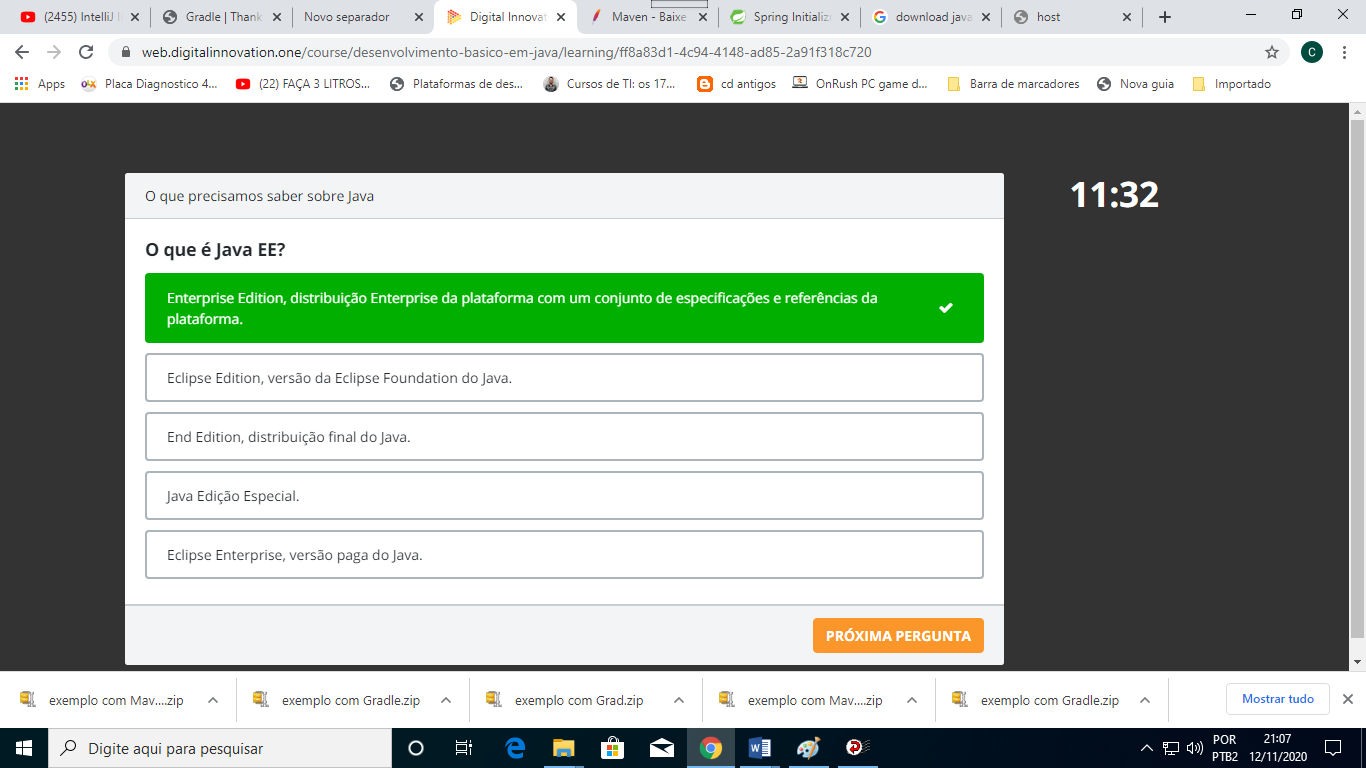 (2455) IntelliJ
Gradle | Thank
Novo separador
Digital Innovat
Maven - Baixe
Spring Initializ
download java
host
web.digitalinnovation.one/course/desenvolvimento-basico-em-java/learning/ff8a83d1-4c94-4148-ad85-2a91f318c720
C
Apps
Placa Diagnostico 4...
(22) FAÇA 3 LITROS...
Plataformas de des...
Cursos de TI: os 17...
cd antigos
OnRush PC game d...
Barra de marcadores
Nova guia
Importado
O que precisamos saber sobre Java
11:32
O que é Java EE?
Enterprise Edition, distribuição Enterprise da plataforma com um conjunto de especificações e referências da
plataforma.
Eclipse Edition, versão da Eclipse Foundation do Java.
End Edition, distribuição final do Java.
Java Edição Especial.
Eclipse Enterprise, versão paga do Java.
PRÓXIMA PERGUNTA
exemplo com Mav....zip
exemplo com Gradle.zip
exemplo com Grad.zip
exemplo com Mav....zip
exemplo com Gradle.zip
Mostrar tudo
Digite aqui para pesquisar
POR
PTB2
21:07
12/11/2020